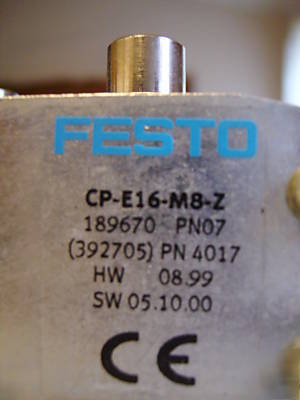 FESTO
CP-E16-M8-Z
189670 PN07
(392705) PN 4017
HW 08.99
SW 05.10.00
CE